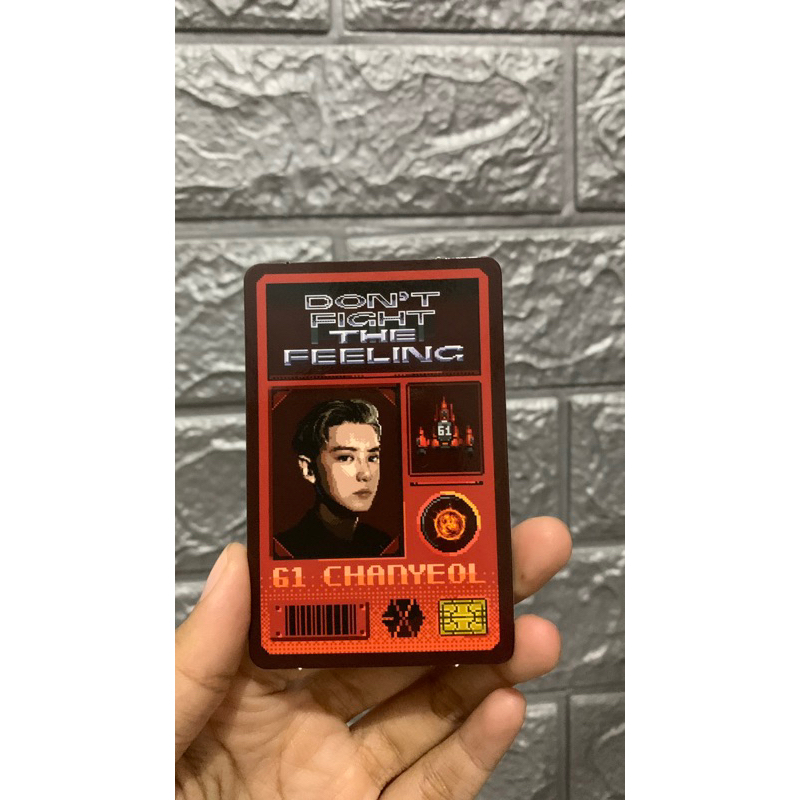 DON'T
FIGHT
THE
FEELING
61
61 CHANYEOL